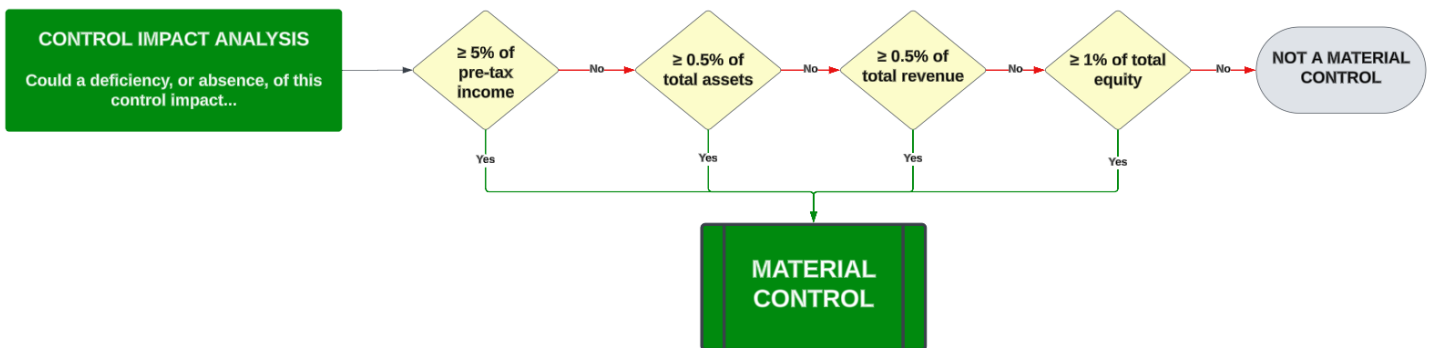 CONTROL IMPACT ANALYSIS
Could a deficiency, or absence, of this
control impact...
≥ 5% of
pre-tax
income
No
≥ 0.5% of
total assets
No
≥ 0.5% of
total revenue
No
≥ 1% of total
equity
No
NOT A MATERIAL
CONTROL
Yes
Yes
Yes
Yes
MATERIAL
CONTROL